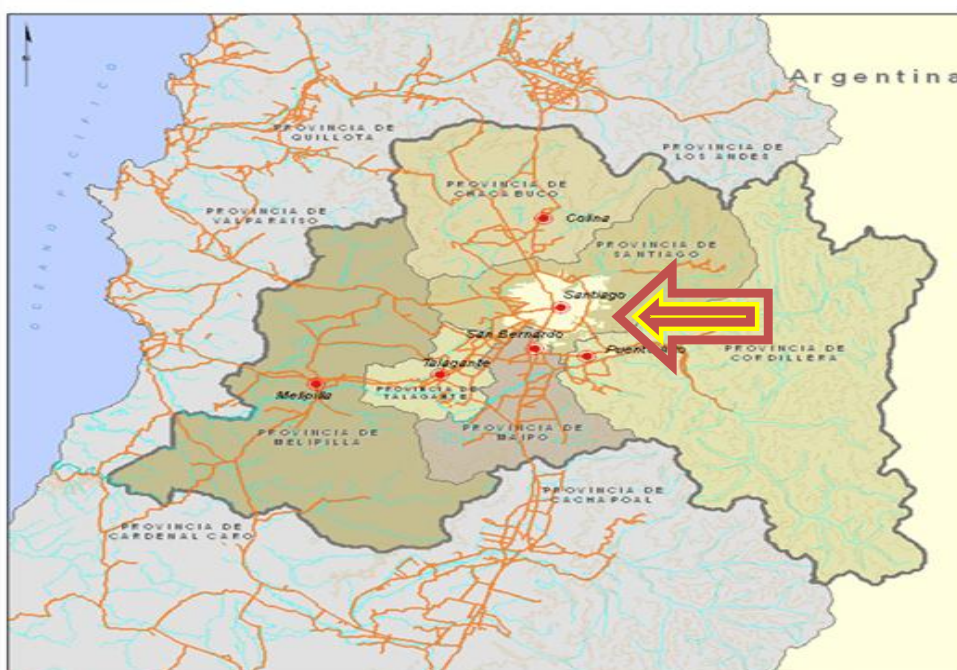 Argentina
OCEANO PACIFICO
PROVINCIA DE
QUILLOTA
PROVINCIA DE
LOS ANDES
PROVINCIA DE
CHACABUCO
PROVINCIA DE
VALPARAÍSO
Colina
PROVINCIA DE
SANTIAGO
Santiago
San Bernardo
Puente Alto
PROVINCIA DE
CORDILLERA
Talagante
Melipilla
PROVINCIA DE
TALAGANTE
PROVINCIA DE
MELIPILLA
PROVINCIA DE
MAIPO
PROVINCIA DE
CACHAPOAL
PROVINCIA DE
CARDENAL CARO